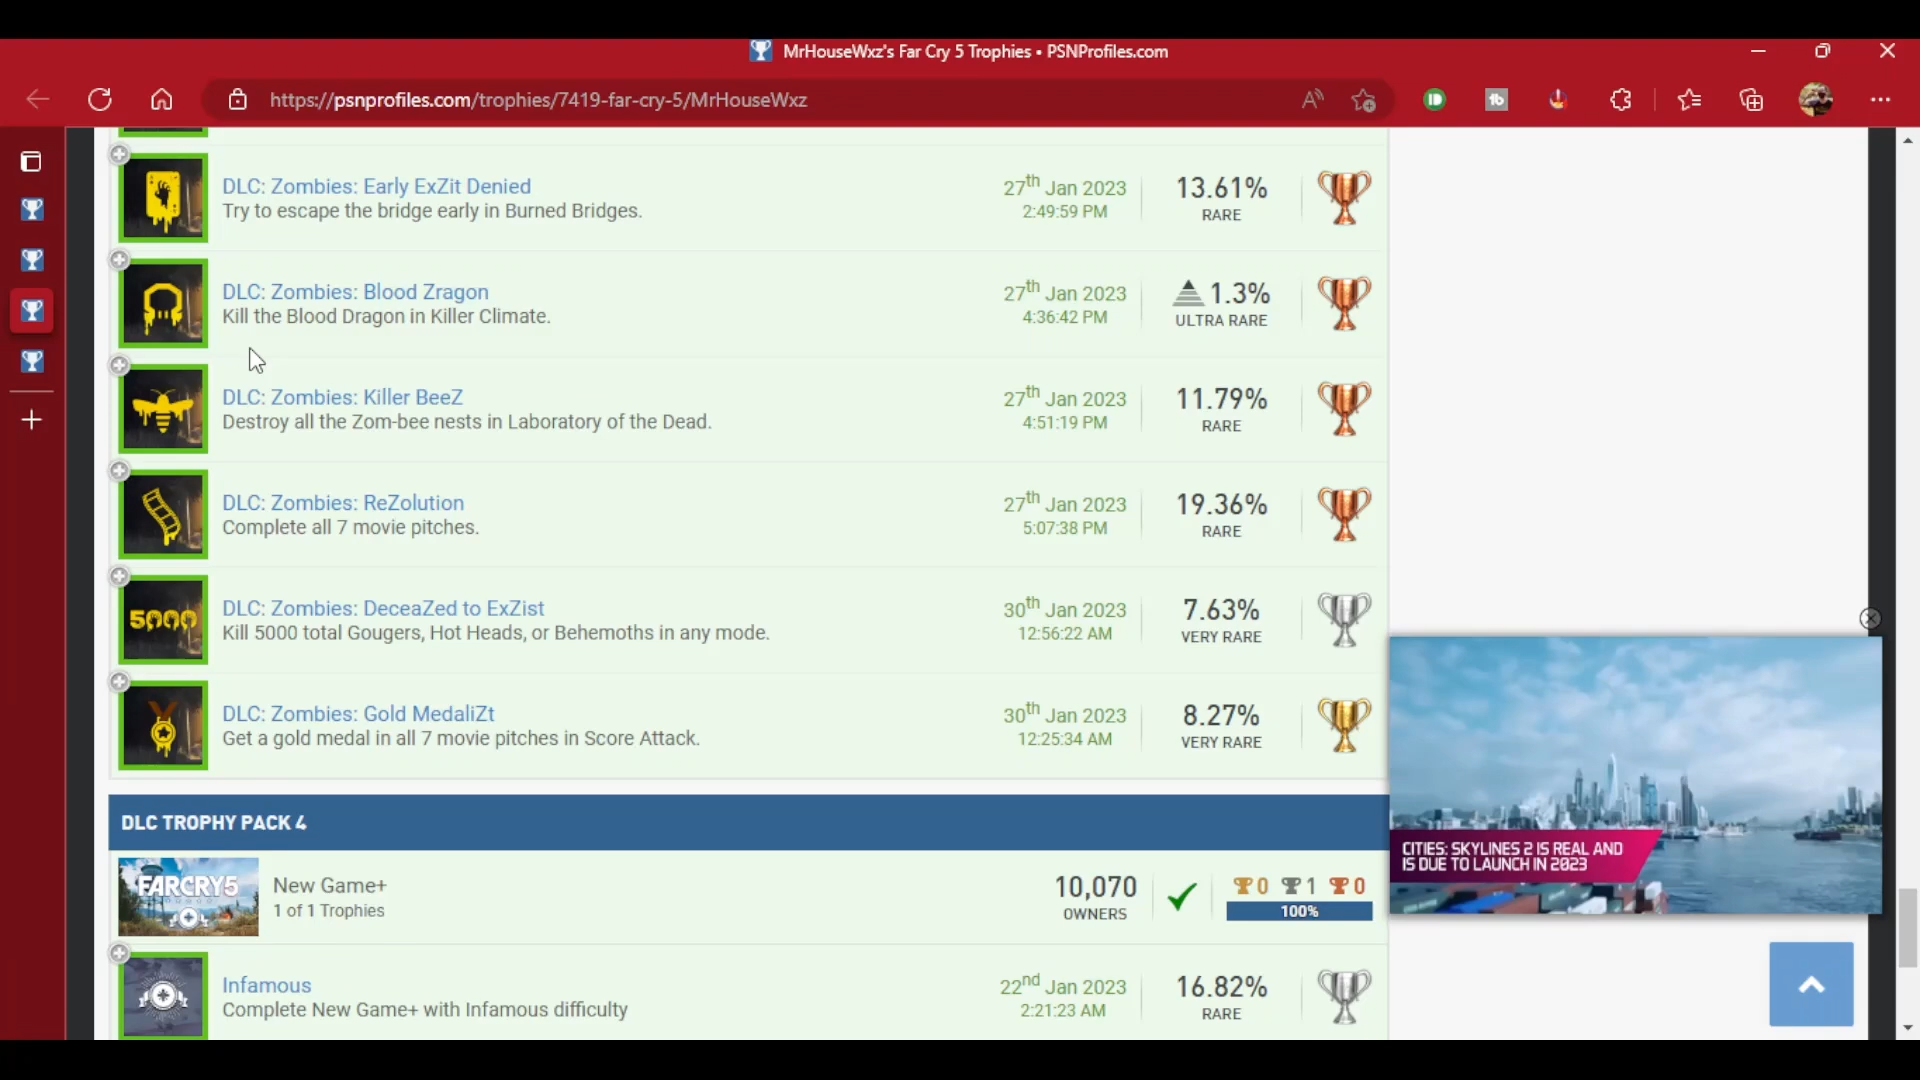 MrHouseWxz's Far Cry 5 Trophies • PSNProfiles.com
https://psnprofiles.com/trophies/7419-far-cry-5/MrHouseWxz
DLC: Zombies: Early ExZit Denied
Try to escape the bridge early in Burned Bridges.
27th Jan 2023
2:49:59 PM
13.61%
RARE
DLC: Zombies: Blood Zragon
Kill the Blood Dragon in Killer Climate.
27th Jan 2023
4:36:42 PM
1.3%
ULTRA RARE
DLC: Zombies: Killer BeeZ
Destroy all the Zom-bee nests in Laboratory of the Dead.
27th Jan 2023
4:51:19 PM
11.79%
RARE
DLC: Zombies: ReZolution
Complete all 7 movie pitches.
27th Jan 2023
5:07:38 PM
19.36%
RARE
5000
DLC: Zombies: DeceaZed to ExZist
Kill 5000 total Gougers, Hot Heads, or Behemoths in any mode.
30th Jan 2023
12:56:22 AM
7.63%
VERY RARE
DLC: Zombies: Gold MedaliZt
Get a gold medal in all 7 movie pitches in Score Attack.
30th Jan 2023
12:25:34 AM
8.27%
VERY RARE
CITIES: SKYLINES 2 IS REAL AND
IS DUE TO LAUNCH IN 2023
DLC TROPHY PACK 4
FARCRY5
New Game+
1 of 1 Trophies
10,070
OWNERS
0 1 0
100%
Infamous
Complete New Game+ with Infamous difficulty
22nd Jan 2023
2:21:23 AM
16.82%
RARE